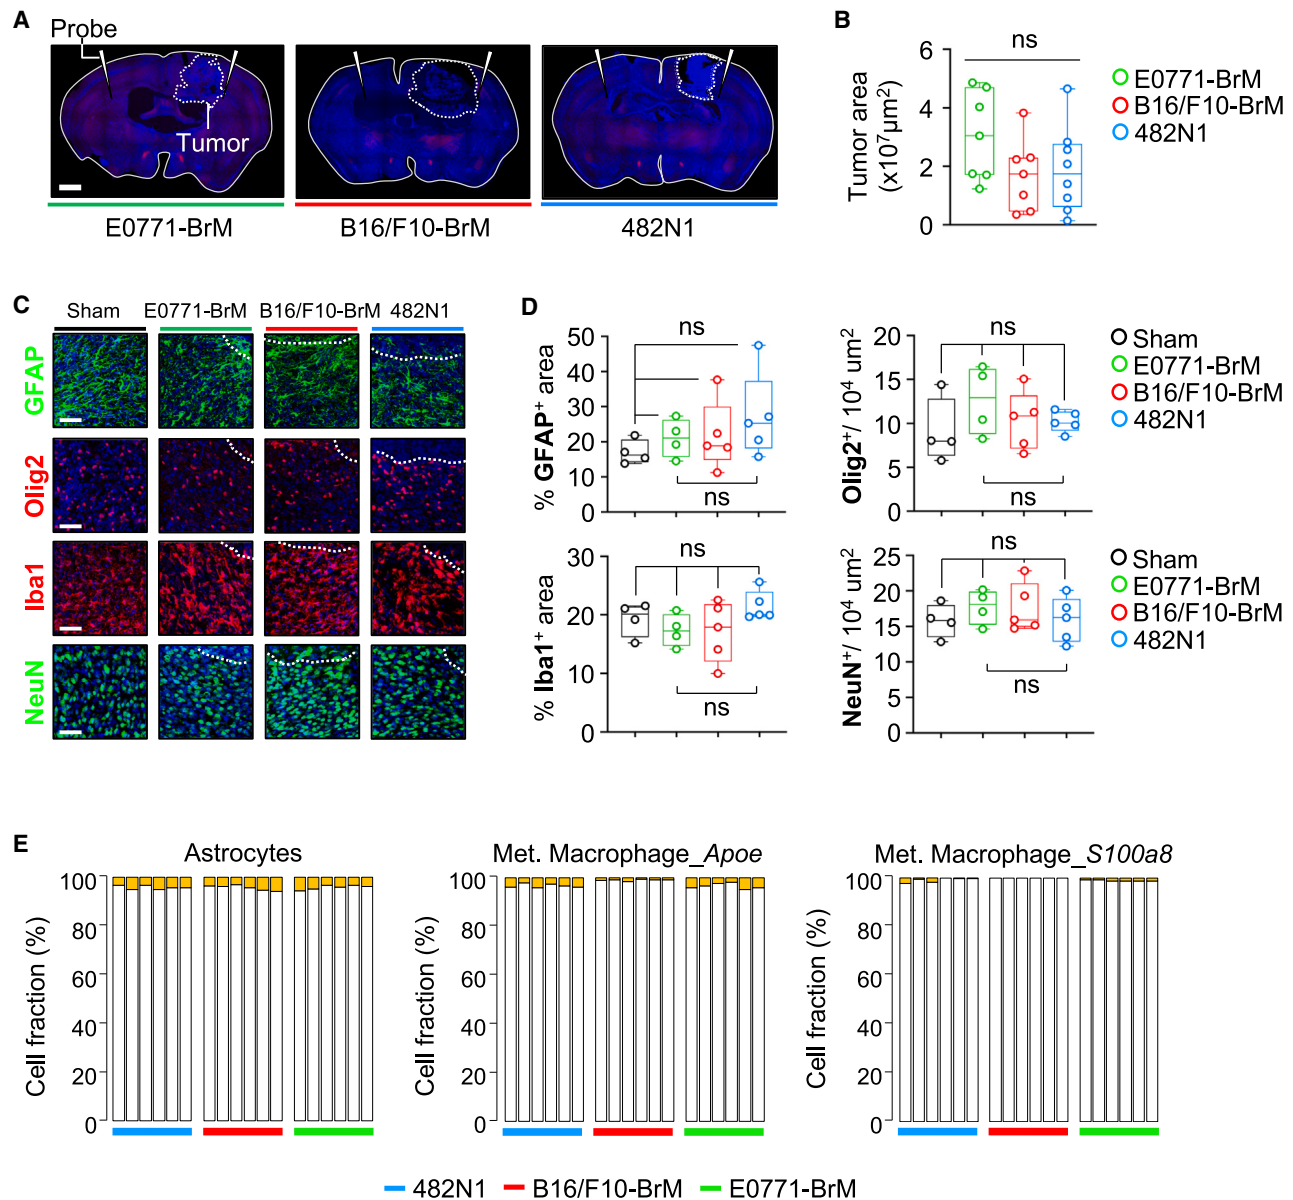 A
Probe
Tumor
E0771-BrM
B16/F10-BrM
482N1
B
ns
Tumor area
(x10⁷µm²)
6
4
2
0
E0771-BrM
B16/F10-BrM
482N1
C
Sham
E0771-BrM
B16/F10-BrM
482N1
GFAP
Olig2
Iba1
NeuN
D
% GFAP⁺ area
50
40
30
20
10
0
ns
ns
Olig2⁺/ 10⁴ um²
20
15
10
5
0
ns
ns
Sham
E0771-BrM
B16/F10-BrM
482N1
% Iba1⁺ area
30
20
10
0
ns
ns
NeuN⁺/ 10⁴ um²
25
20
15
10
5
0
ns
ns
Sham
E0771-BrM
B16/F10-BrM
482N1
E
Astrocytes
Cell fraction (%)
100
80
60
40
20
0
Met. Macrophage_Apoe
Cell fraction (%)
100
80
60
40
20
0
Met. Macrophage_S100a8
Cell fraction (%)
100
80
60
40
20
0
482N1
B16/F10-BrM
E0771-BrM